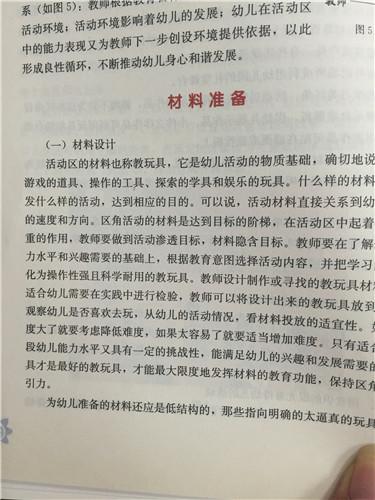 系（如图5）：教师根据教育
活动环境；活动环境影响着幼儿的发展；幼儿在活动区
中的能力表现又为教师下一步创设环境提供依据，以此
形成良性循环，不断推动幼儿身心和谐发展。
教师
图5
材料准备
（一）材料设计
活动区的材料也称教玩具，它是幼儿活动的物质基础，确切地说
游戏的道具、操作的工具、探索的学具和娱乐的玩具。什么样的材料
发什么样的活动，达到相应的目的。可以说，活动材料直接关系到幼
的速度和方向。区角活动的材料是达到目标的阶梯，在活动区中起着
重的作用，教师要做到活动渗透目标，材料隐含目标。教师要在了解
力水平和兴趣需要的基础上，根据教育意图选择活动内容，并把学习
化为操作性强且科学耐用的教玩具。教师设计制作或寻找的教玩具材
适合幼儿需要在实践中进行检验，教师可以将设计出来的教玩具放到
观察幼儿是否喜欢去玩，从幼儿的活动情况，看材料投放的适宜性。如
度大了就要考虑降低难度，如果太容易了就要适当增加难度。只有适合
段幼儿能力水平又具有一定的挑战性，能满足幼儿的兴趣和发展需要的
具才是最好的教玩具，才能最大限度地发挥材料的教育功能，保持区角
引力。
为幼儿准备的材料还应是低结构的，那些指向明确的太逼真的玩具